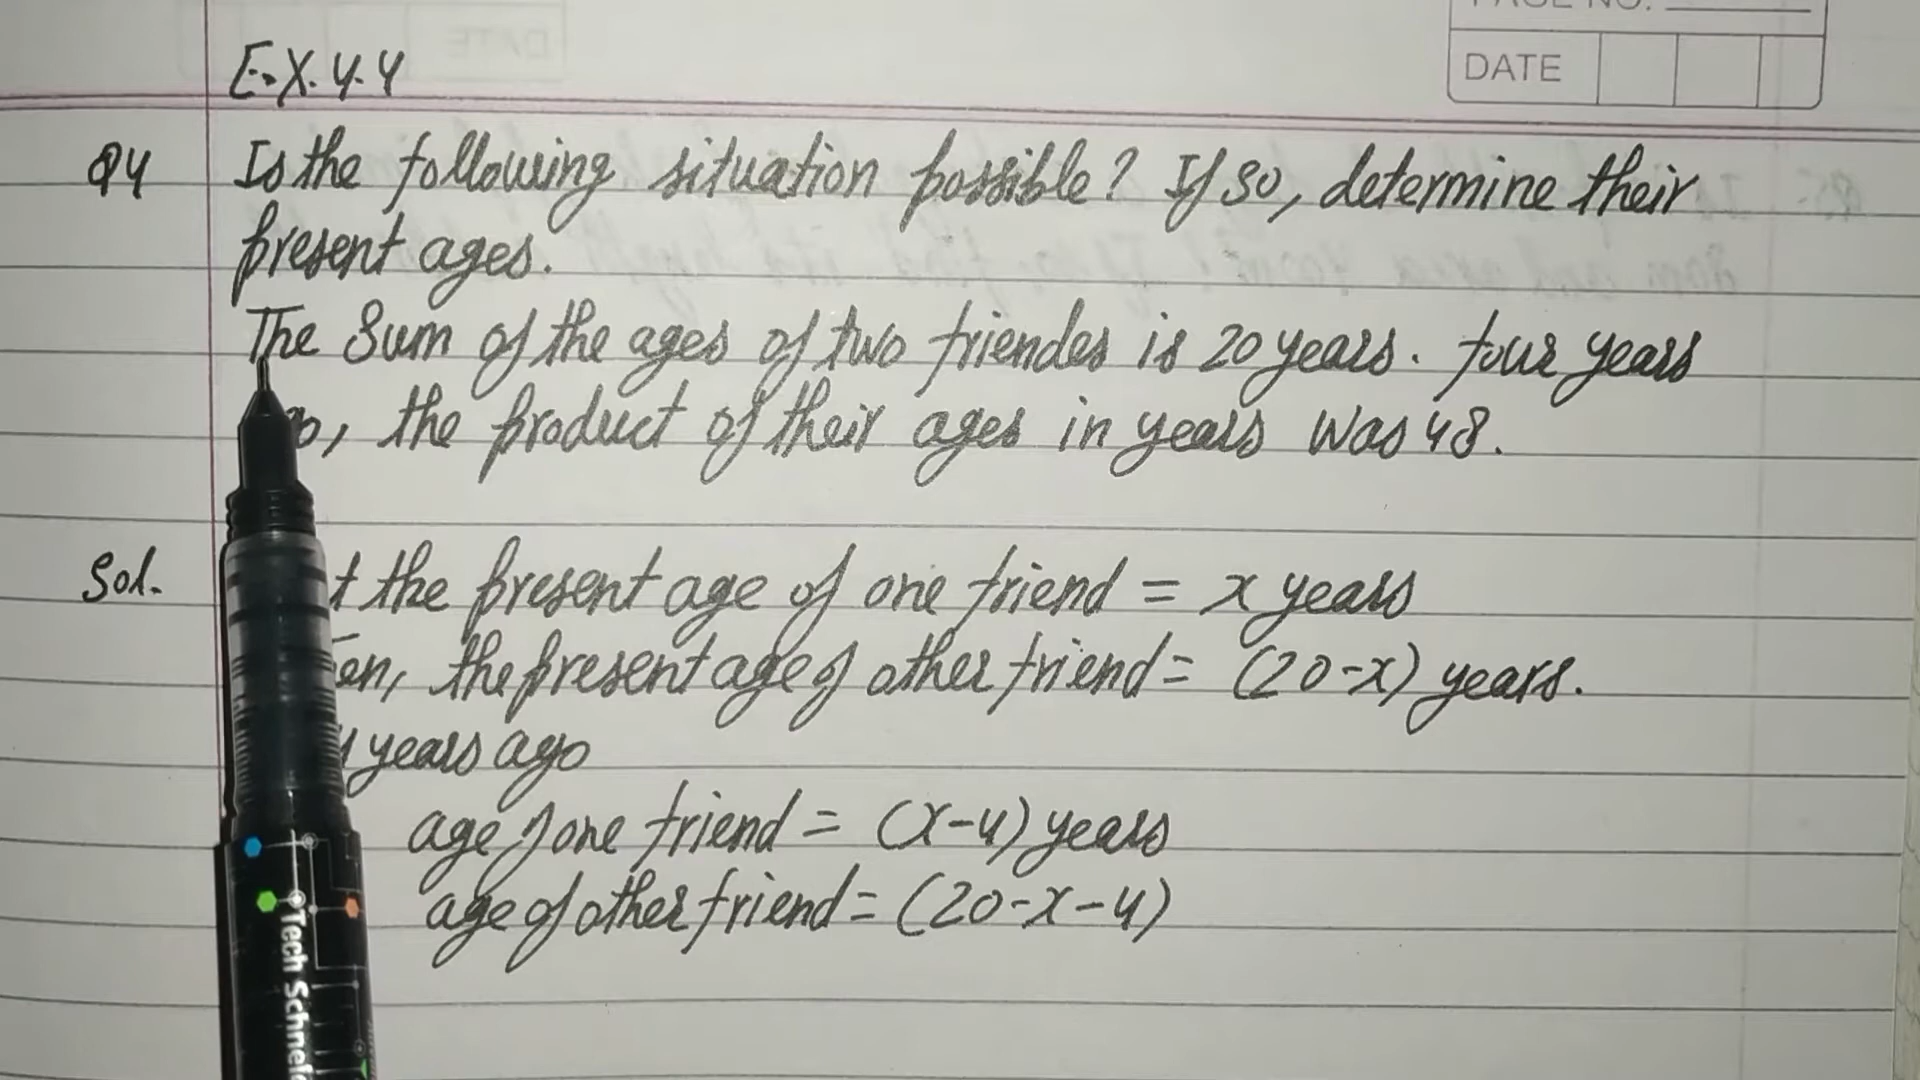 PAGE NO.
DATE
E.X.4.4
Q4 Is the following situation possible? If so, determine their
present ages.
The Sum of the ages of two friendes is 20 years. four years
, the product of their ages in years was 48.
Sol. the present age of one friend = x years
, the present age of other friend = (20-x) years.
years ago
age of one friend = (x-4) years
age of other friend = (20-x-4)
Tech